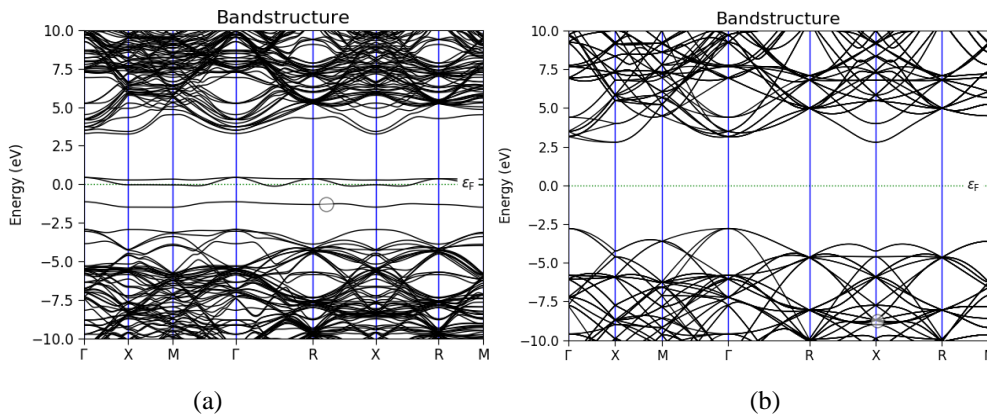 Bandstructure
10.0
7.5
5.0
2.5
0.0
−2.5
−5.0
−7.5
−10.0
Energy (eV)
εF
Γ X M Γ R X R M
(a)
Bandstructure
10.0
7.5
5.0
2.5
0.0
−2.5
−5.0
−7.5
−10.0
Energy (eV)
εF
Γ X M Γ R X R M
(b)